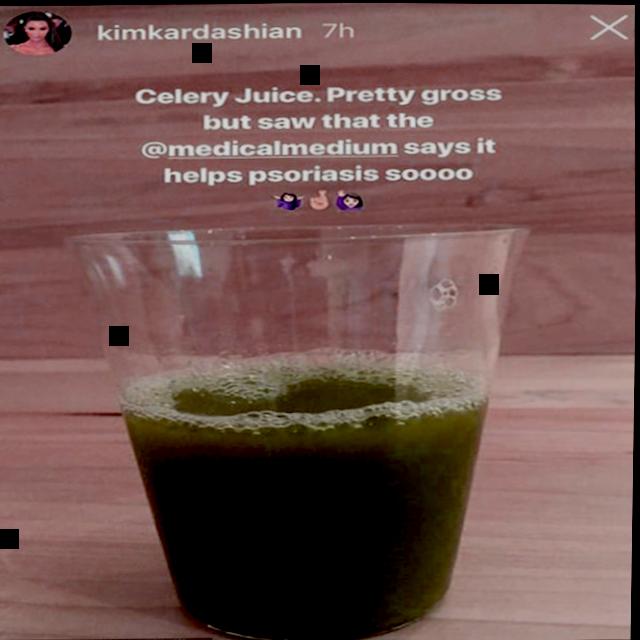 kimkardashian 7h
Celery Juice. Pretty gross
but saw that the
@medicalmedium says it
helps psoriasis soooo
🤷🏻‍♀️🤞🏼🙋🏻‍♀️